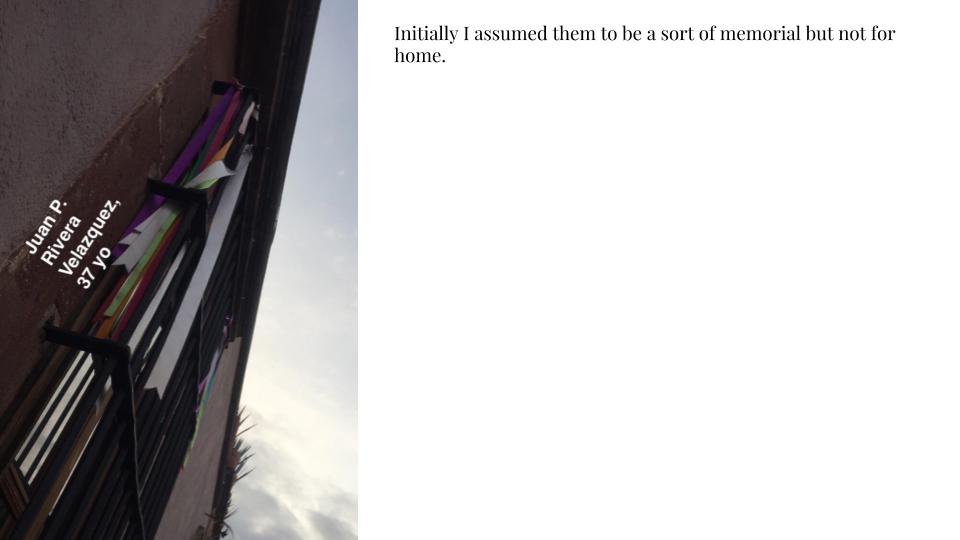 Juan P.
Rivera
Velazquez,
37 yo
Initially I assumed them to be a sort of memorial but not for
home.